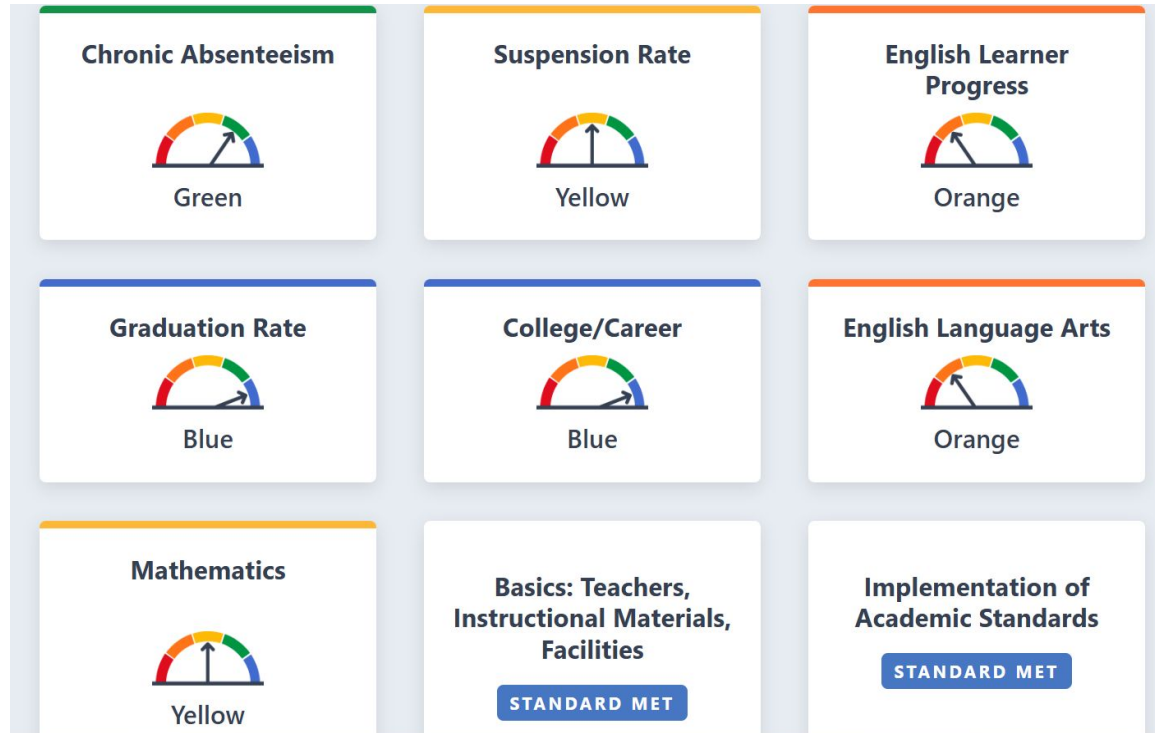 Chronic Absenteeism
Green
Suspension Rate
Yellow
English Learner
Progress
Orange
Graduation Rate
Blue
College/Career
Blue
English Language Arts
Orange
Mathematics
Yellow
Basics: Teachers,
Instructional Materials,
Facilities
STANDARD MET
Implementation of
Academic Standards
STANDARD MET